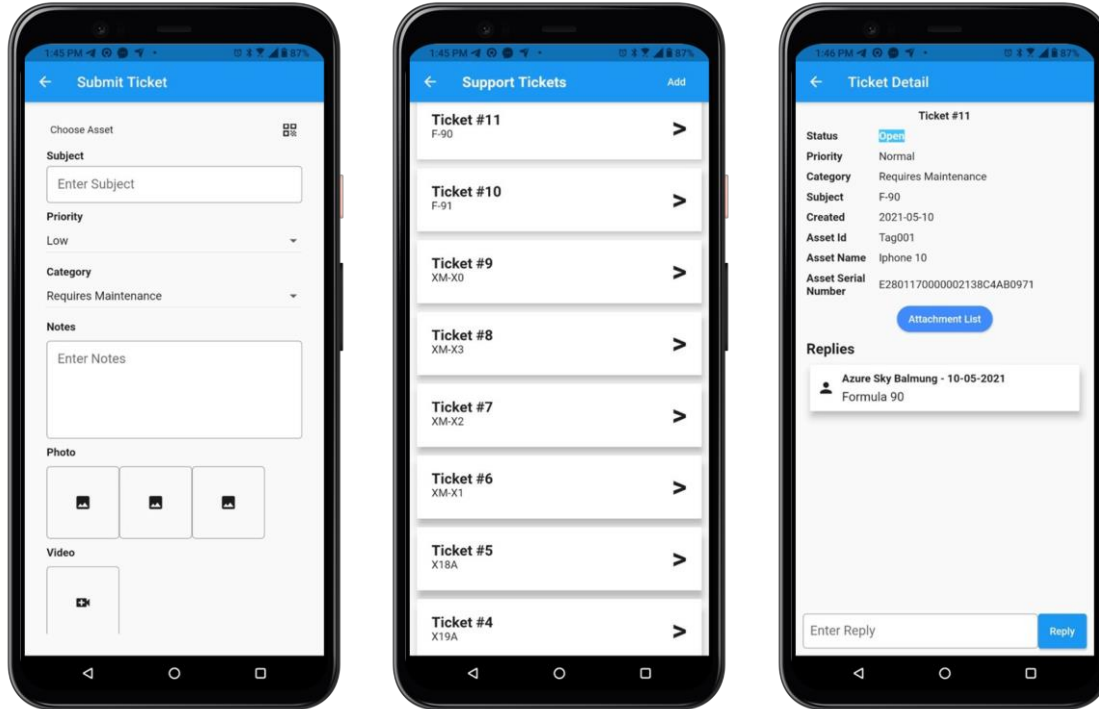 1:45 PM
87%
Submit Ticket
Choose Asset
Subject
Enter Subject
Priority
Low
Category
Requires Maintenance
Notes
Enter Notes
Photo
Video
1:45 PM
87%
Support Tickets Add
Ticket #11
F-90
>
Ticket #10
F-91
>
Ticket #9
XM-X0
>
Ticket #8
XM-X3
>
Ticket #7
XM-X2
>
Ticket #6
XM-X1
>
Ticket #5
X18A
>
Ticket #4
X19A
>
1:46 PM
87%
Ticket Detail
Ticket #11
Status Open
Priority Normal
Category Requires Maintenance
Subject F-90
Created 2021-05-10
Asset Id Tag001
Asset Name Iphone 10
Asset Serial
Number E2801170000002138C4AB0971
Attachment List
Replies
Azure Sky Balmung - 10-05-2021
Formula 90
Enter Reply Reply